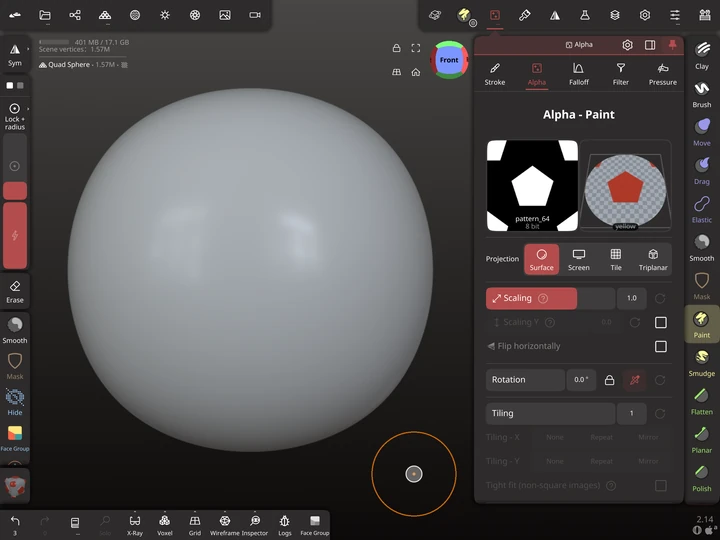 401 MB / 17.1 GB
Scene vertices: 1.57M
Quad Sphere - 1.57M -
Front
Sym
Lock +
radius
Erase
Smooth
Mask
Hide
Face Group
3
X-Ray
Voxel
Grid
Wireframe
Inspector
Logs
Face Group
Alpha
Stroke
Alpha
Falloff
Filter
Pressure
Alpha - Paint
pattern_64
8 bit
yellow
Projection
Surface
Screen
Tile
Triplanar
Scaling ?
1.0
Scaling Y ?
0.0
Flip horizontally
Rotation
0.0 °
Tiling
1
Tiling - X
None
Repeat
Mirror
Tiling - Y
None
Repeat
Mirror
Tight fit (non-square images) ?
Clay
Brush
Move
Drag
Elastic
Smooth
Mask
Paint
Smudge
Flatten
Planar
Polish
2.14